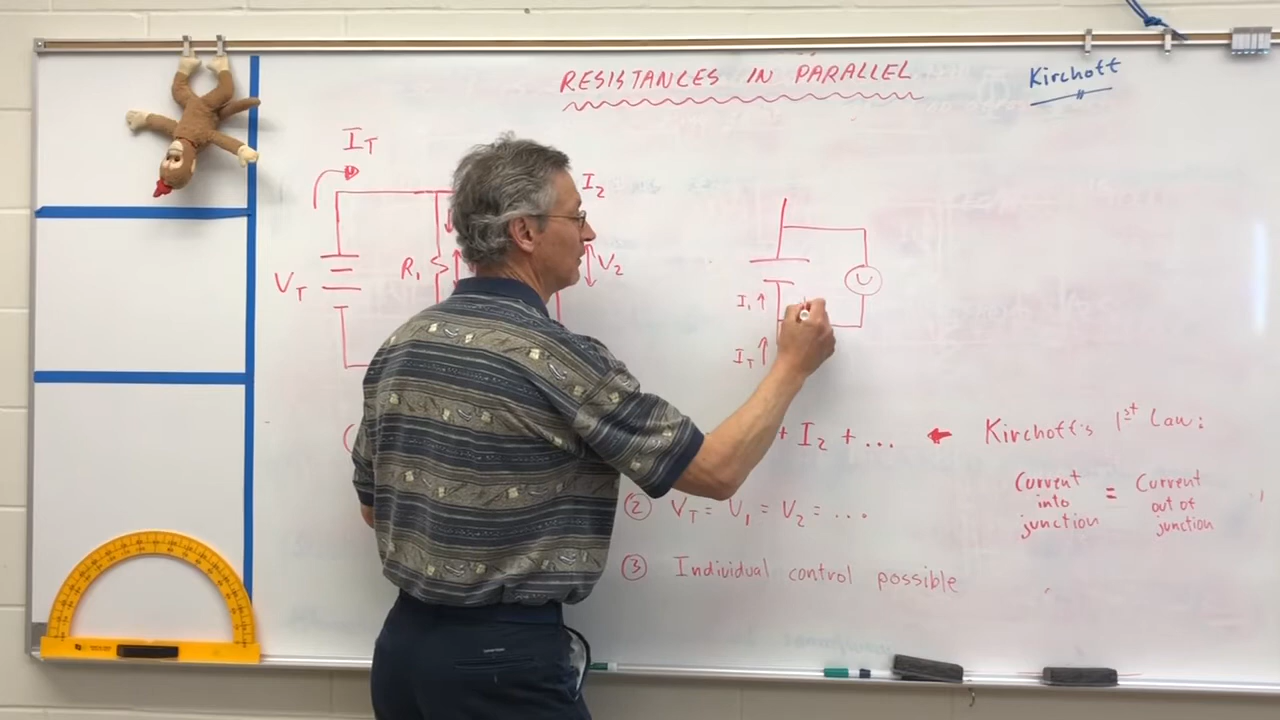 RESISTANCES IN PARALLEL
Kirchoff
I_T
I_2
V_T
R_1
V_2
V
I_1 ↑
I_T ↑
+ I_2 + ... ← Kirchoff's 1st Law:
Current into junction = Current out of junction
② V_T = V_1 = V_2 = ...
③ Individual control possible